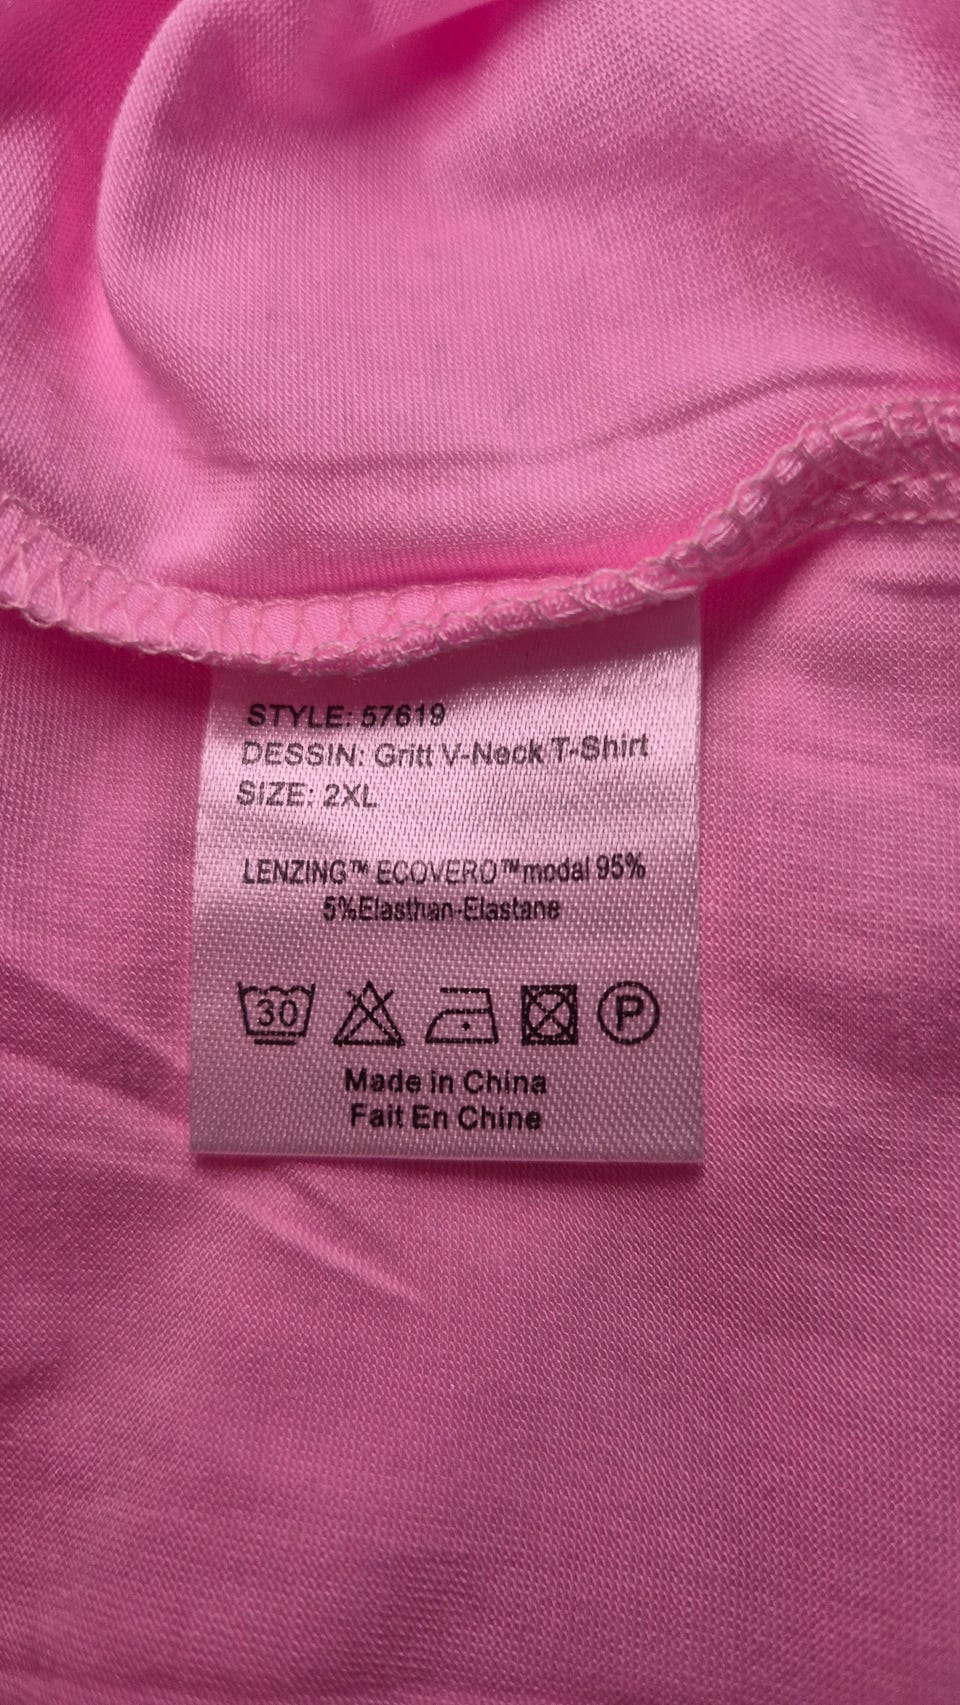 STYLE: 57619
DESSIN: Gritt V-Neck T-Shirt
SIZE: 2XL
LENZING™ ECOVERO™modal 95%
5%Elasthan-Elastane
30 P
Made in China
Fait En Chine